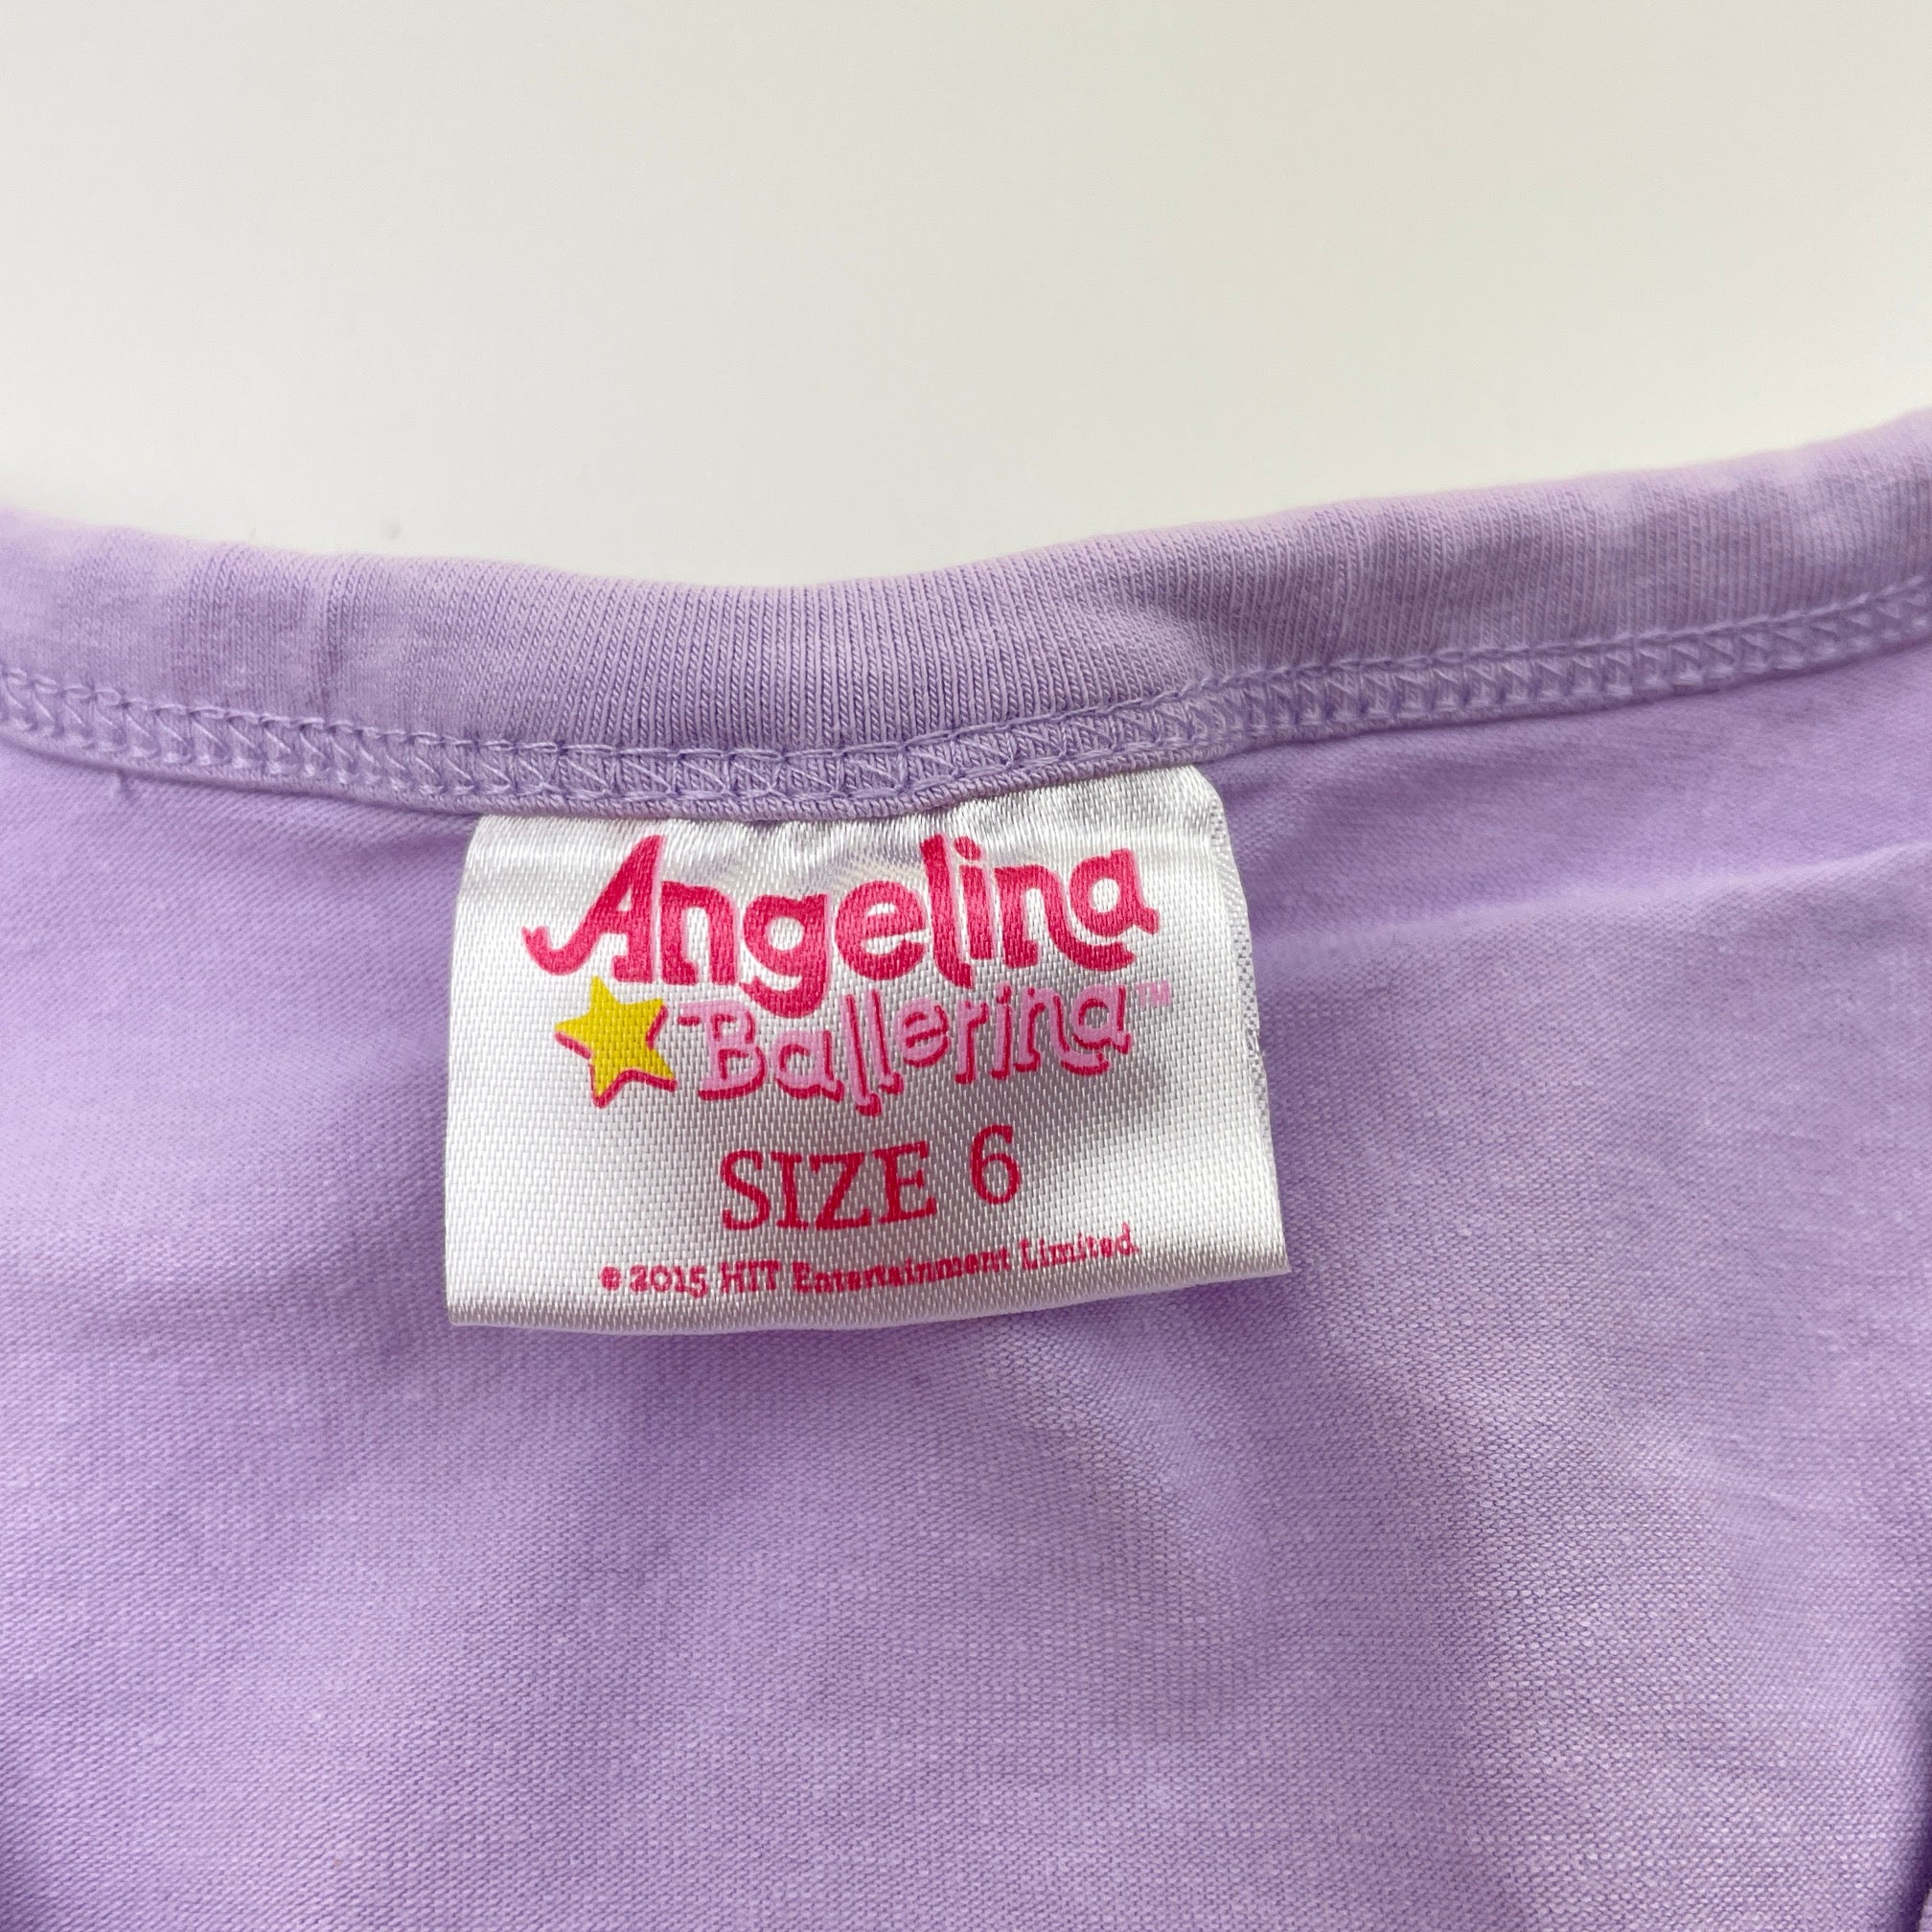 Angelina
Ballerina™
SIZE 6
© 2015 HIT Entertainment Limited